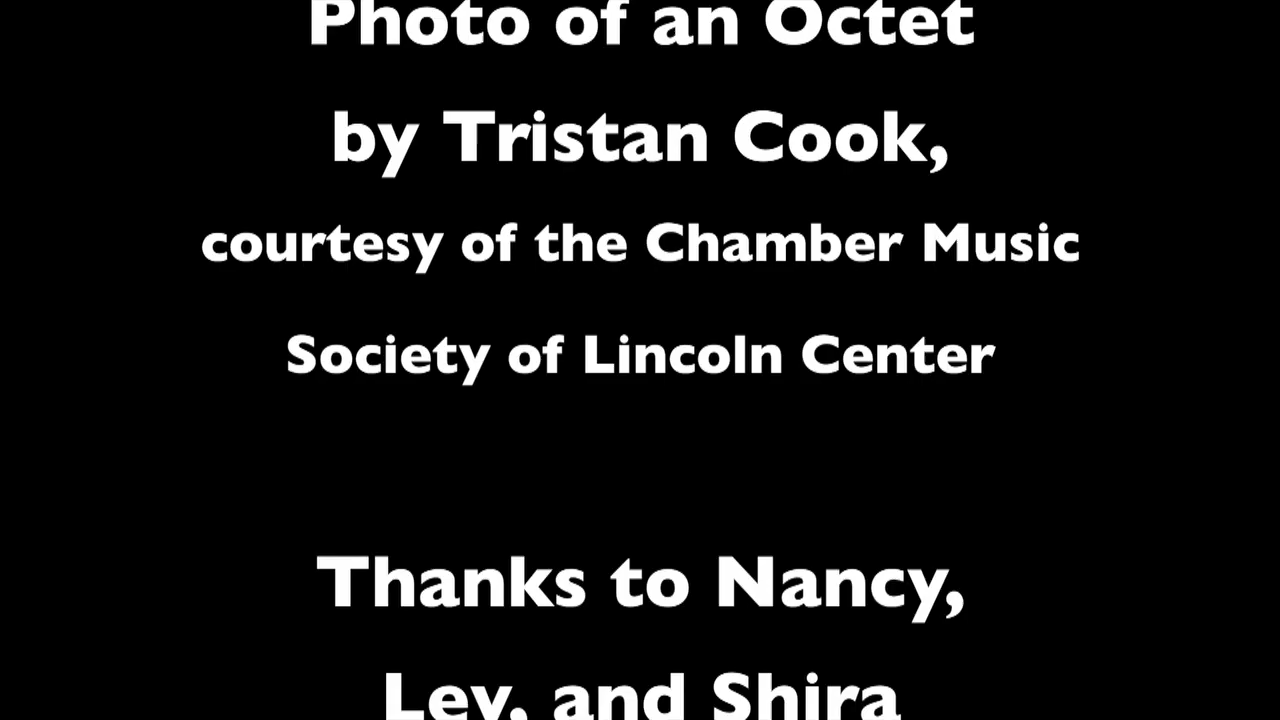 Photo of an Octet
by Tristan Cook,
courtesy of the Chamber Music
Society of Lincoln Center
Thanks to Nancy,
Lev, and Shira